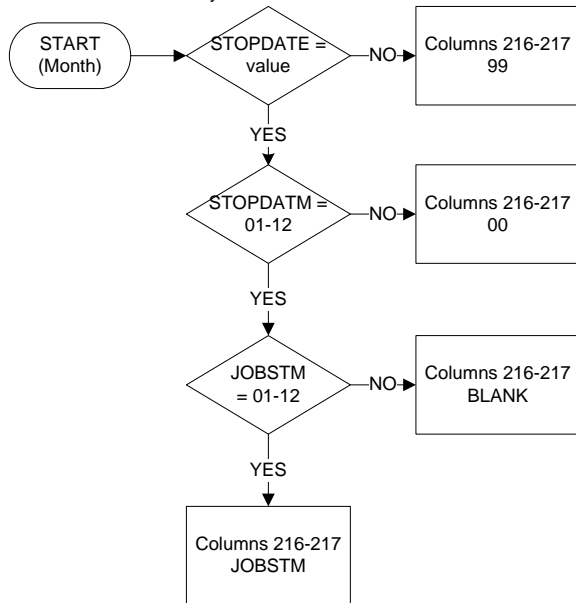 START
(Month)
STOPDATE =
value
NO
Columns 216-217
99
YES
STOPDATM =
01-12
NO
Columns 216-217
00
YES
JOBSTM
= 01-12
NO
Columns 216-217
BLANK
YES
Columns 216-217
JOBSTM